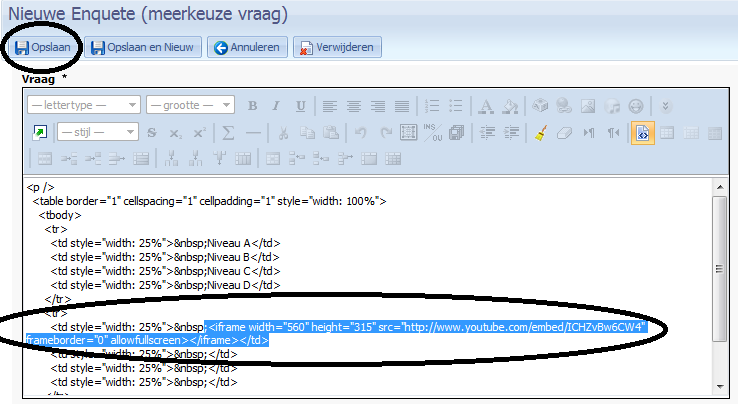 Nieuwe Enquete (meerkeuze vraag)
Opslaan Opslaan en Nieuw Annuleren Verwijderen
Vraag *
— lettertype — — grootte — B I U
— stijl — S x₁ x² Σ — INS/OU
<p />
<table border="1" cellspacing="1" cellpadding="1" style="width: 100%">
<tbody>
<tr>
<td style="width: 25%">&nbsp;Niveau A</td>
<td style="width: 25%">&nbsp;Niveau B</td>
<td style="width: 25%">&nbsp;Niveau C</td>
<td style="width: 25%">&nbsp;Niveau D</td>
</tr>
<tr>
<td style="width: 25%">&nbsp;<iframe width="560" height="315" src="http://www.youtube.com/embed/ICHZvBw6CW4"
frameborder="0" allowfullscreen></iframe></td>
<td style="width: 25%">&nbsp;</td>
<td style="width: 25%">&nbsp;</td>
<td style="width: 25%">&nbsp;</td>
</tr>